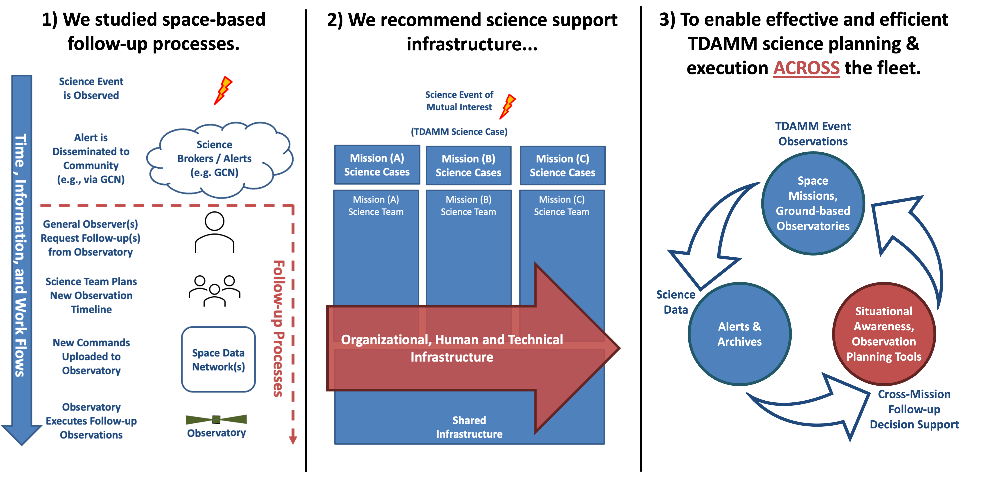 1) We studied space-based
follow-up processes.
Time , Information, and Work Flows
Science Event
is Observed
Alert is
Disseminated to
Community
(e.g., via GCN)
Science
Brokers / Alerts
(e.g. GCN)
General Observer(s)
Request Follow-up(s)
from Observatory
Science Team Plans
New Observation
Timeline
New Commands
Uploaded to
Observatory
Space Data
Network(s)
Observatory
Executes Follow-up
Observations
Observatory
Follow-up Processes
2) We recommend science support
infrastructure...
Science Event of
Mutual Interest
(TDAMM Science Case)
Mission (A)
Science Cases
Mission (B)
Science Cases
Mission (C)
Science Cases
Mission (A)
Science Team
Mission (B)
Science Team
Mission (C)
Science Team
Organizational, Human and Technical
Infrastructure
Shared
Infrastructure
3) To enable effective and efficient
TDAMM science planning &
execution ACROSS the fleet.
TDAMM Event
Observations
Space
Missions,
Ground-based
Observatories
Science
Data
Alerts &
Archives
Situational
Awareness,
Observation
Planning Tools
Cross-Mission
Follow-up
Decision Support